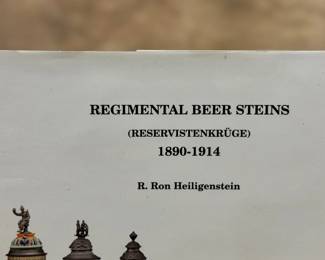 REGIMENTAL BEER STEINS
(RESERVISTENKRÜGE)
1890-1914
R. Ron Heiligenstein